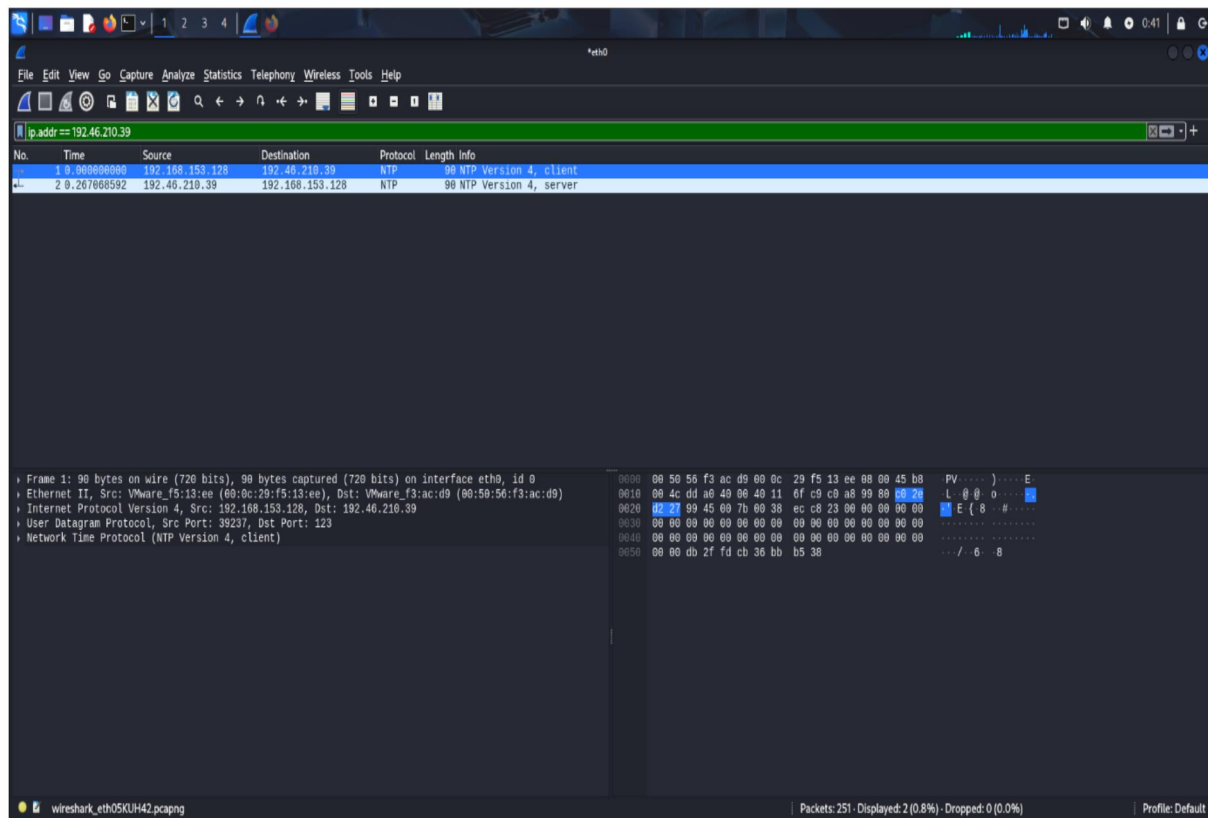 1 2 3 4 0:41
*eth0
File Edit View Go Capture Analyze Statistics Telephony Wireless Tools Help
ip.addr == 192.46.210.39
No. Time Source Destination Protocol Length Info
1 0.000000000 192.168.153.128 192.46.210.39 NTP 90 NTP Version 4, client
2 0.267068592 192.46.210.39 192.168.153.128 NTP 90 NTP Version 4, server
Frame 1: 90 bytes on wire (720 bits), 90 bytes captured (720 bits) on interface eth0, id 0
Ethernet II, Src: VMware_f5:13:ee (00:0c:29:f5:13:ee), Dst: VMware_f3:ac:d9 (00:50:56:f3:ac:d9)
Internet Protocol Version 4, Src: 192.168.153.128, Dst: 192.46.210.39
User Datagram Protocol, Src Port: 39237, Dst Port: 123
Network Time Protocol (NTP Version 4, client)
0000 00 50 56 f3 ac d9 00 0c 29 f5 13 ee 08 00 45 b8 ·PV·····)·····E·
0010 00 4c dd a0 40 00 40 11 6f c9 c0 a8 99 80 c0 2e ·L··@·@·o·······.
0020 d2 27 99 45 00 7b 00 38 ec c8 23 00 00 00 00 00 ·'·E·{·8··#·····
0030 00 00 00 00 00 00 00 00 00 00 00 00 00 00 00 00 ················
0040 00 00 00 00 00 00 00 00 00 00 00 00 00 00 00 00 ················
0050 00 00 db 2f fd cb 36 bb b5 38 ···/··6··8
wireshark_eth05KUH42.pcapng Packets: 251 · Displayed: 2 (0.8%) · Dropped: 0 (0.0%) Profile: Default